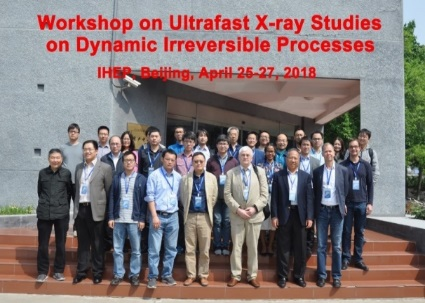 Workshop on Ultrafast X-ray Studies
on Dynamic Irreversible Processes
IHEP, Beijing, April 25-27, 2018